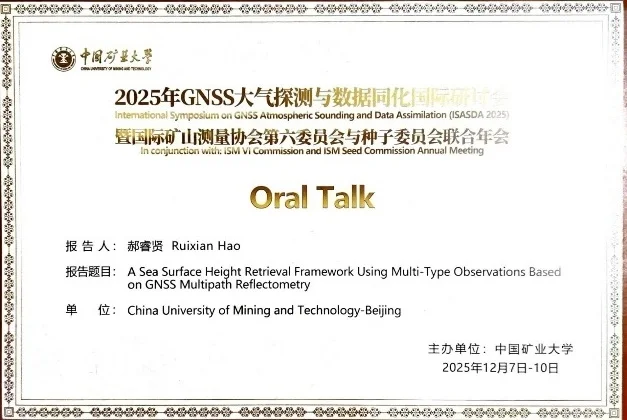 中国矿业大学
CHINA UNIVERSITY OF MINING AND TECHNOLOGY
2025年GNSS大气探测与数据同化国际研讨会
International Symposium on GNSS Atmospheric Sounding and Data Assimilation (ISASDA 2025)
暨国际矿山测量协会第六委员会与种子委员会联合年会
In conjunction with: ISM VI Commission and ISM Seed Commission Annual Meeting
Oral Talk
报 告 人： 郝睿贤 Ruixian Hao
报告题目： A Sea Surface Height Retrieval Framework Using Multi-Type Observations Based
on GNSS Multipath Reflectometry
单 位： China University of Mining and Technology-Beijing
主办单位：中国矿业大学
2025年12月7日-10日